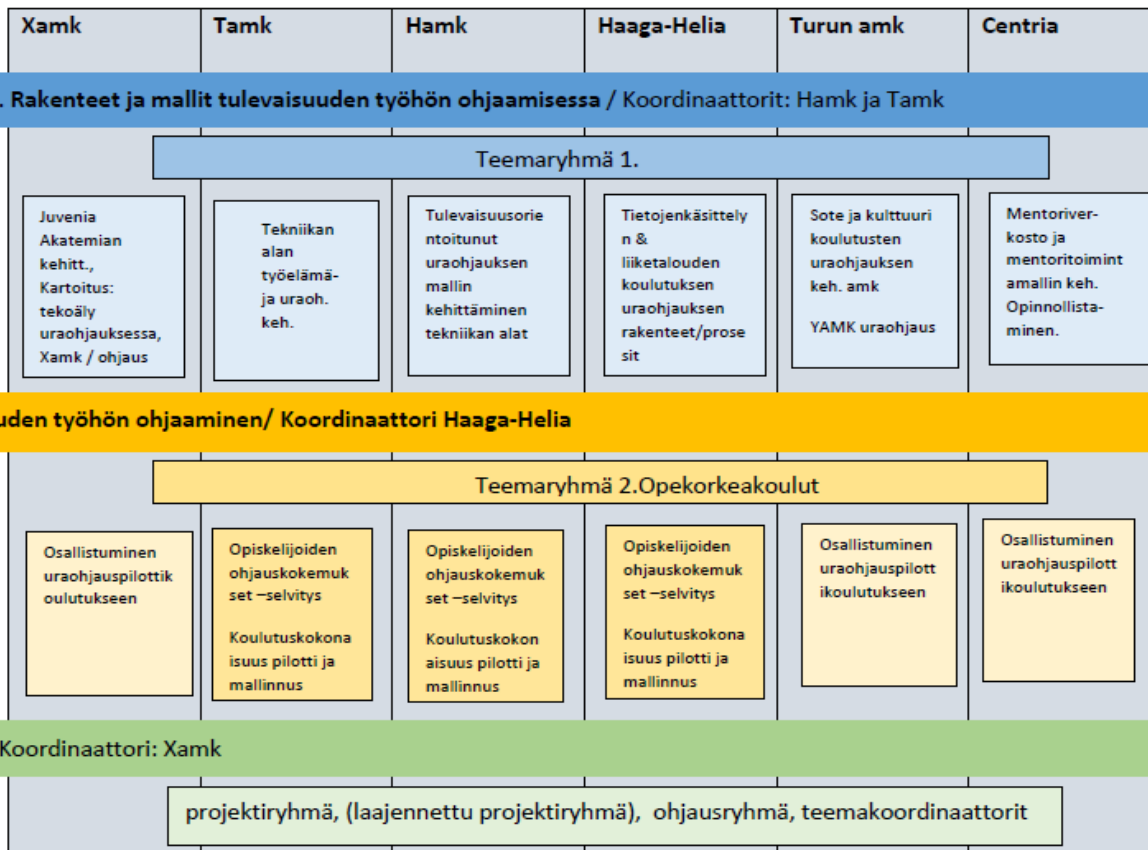 Xamk
Tamk
Hamk
Haaga-Helia
Turun amk
Centria
. Rakenteet ja mallit tulevaisuuden työhön ohjaamisessa / Koordinaattorit: Hamk ja Tamk
Teemaryhmä 1.
Juvenia
Akatemian
kehitt.,
Kartoitus:
tekoäly
uraohjauksessa,
Xamk / ohjaus
Tekniikan
alan
työelämä-
ja uraoh.
keh.
Tulevaisuusorie
ntoitunut
uraohjauksen
mallin
kehittäminen
tekniikan alat
Tietojenkäsittely
n &
liiketalouden
koulutuksen
uraohjauksen
rakenteet/prose
sit
Sote ja kulttuuri
koulutusten
uraohjauksen
keh. amk
YAMK uraohjaus
Mentoriver-
kosto ja
mentoritoimint
amallin keh.
Opinnollista-
minen.
uden työhön ohjaaminen/ Koordinaattori Haaga-Helia
Teemaryhmä 2.Opekorkeakoulut
Osallistuminen
uraohjauspilottik
oulutukseen
Opiskelijoiden
ohjauskokemuk
set –selvitys
Koulutuskokona
isuus pilotti ja
mallinnus
Opiskelijoiden
ohjauskokemuk
set –selvitys
Koulutuskokon
aisuus pilotti ja
mallinnus
Opiskelijoiden
ohjauskokemuk
set –selvitys
Koulutuskokona
isuus pilotti ja
mallinnus
Osallistuminen
uraohjauspilott
ikoulutukseen
Osallistuminen
uraohjauspilott
ikoulutukseen
Koordinaattori: Xamk
projektiryhmä, (laajennettu projektiryhmä), ohjausryhmä, teemakoordinaattorit